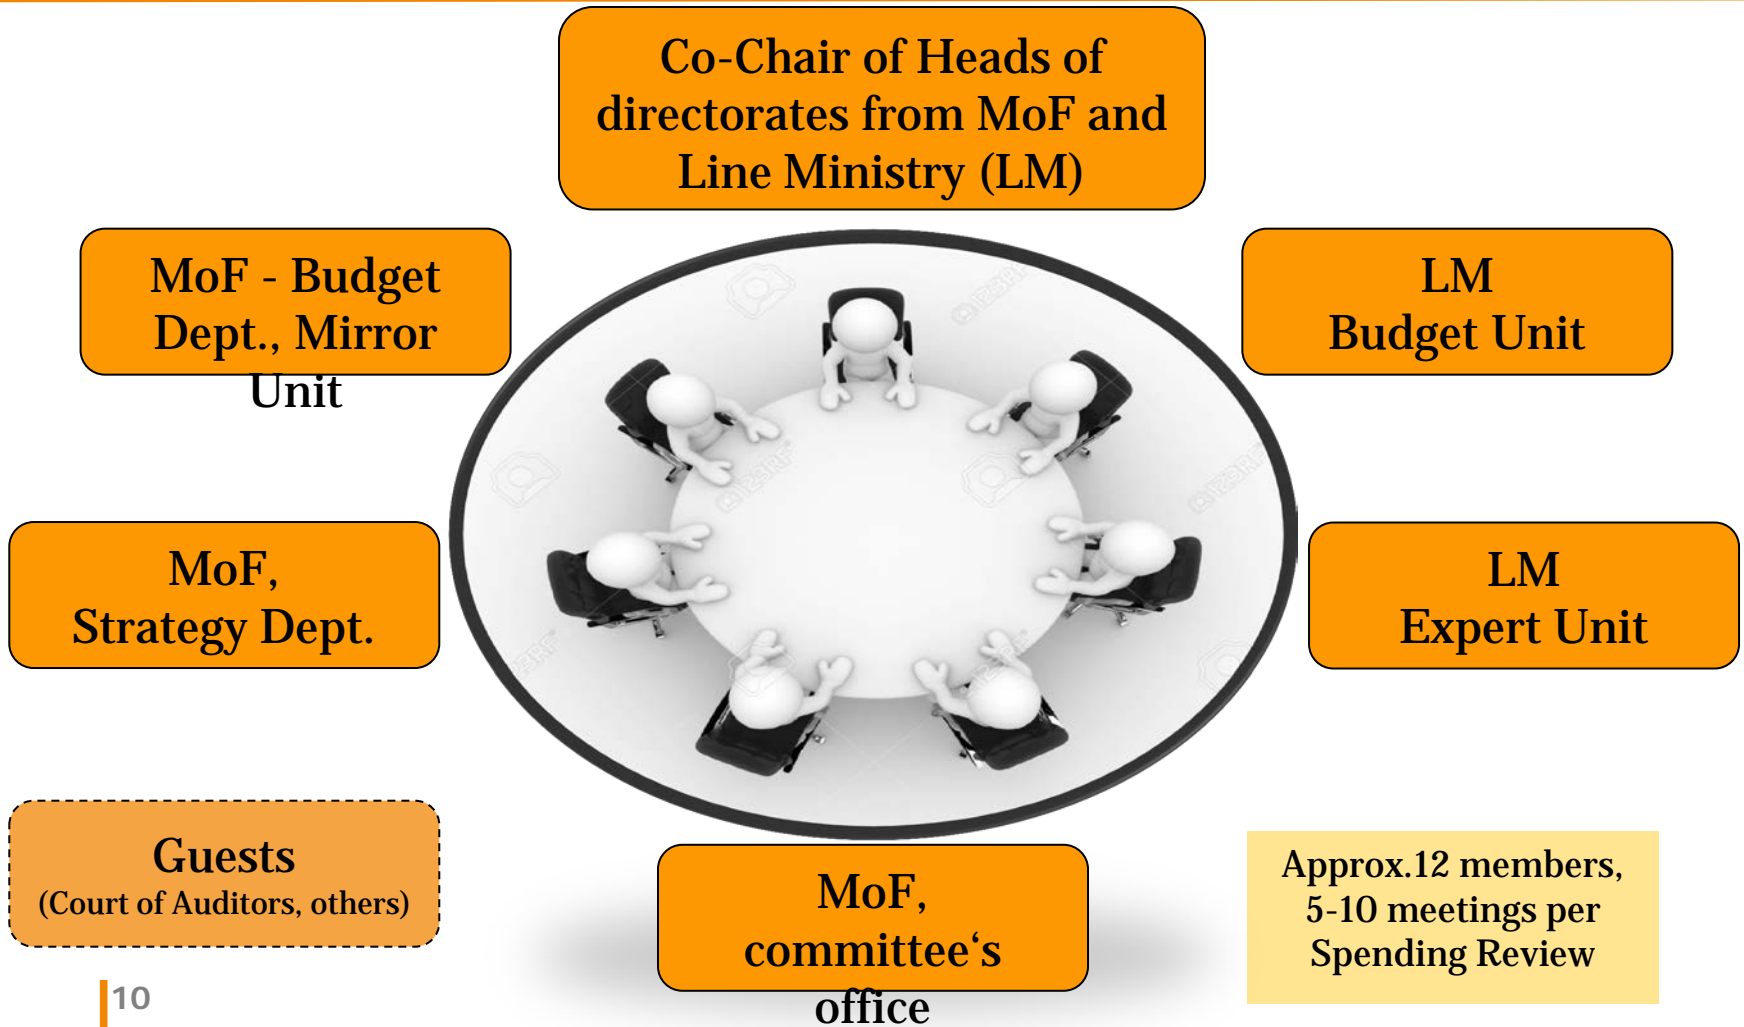 Co-Chair of Heads of
directorates from MoF and
Line Ministry (LM)
MoF - Budget
Dept., Mirror
Unit
LM
Budget Unit
MoF,
Strategy Dept.
LM
Expert Unit
Guests
(Court of Auditors, others)
MoF,
committee‘s
office
Approx.12 members,
5-10 meetings per
Spending Review
10
123RF
123RF